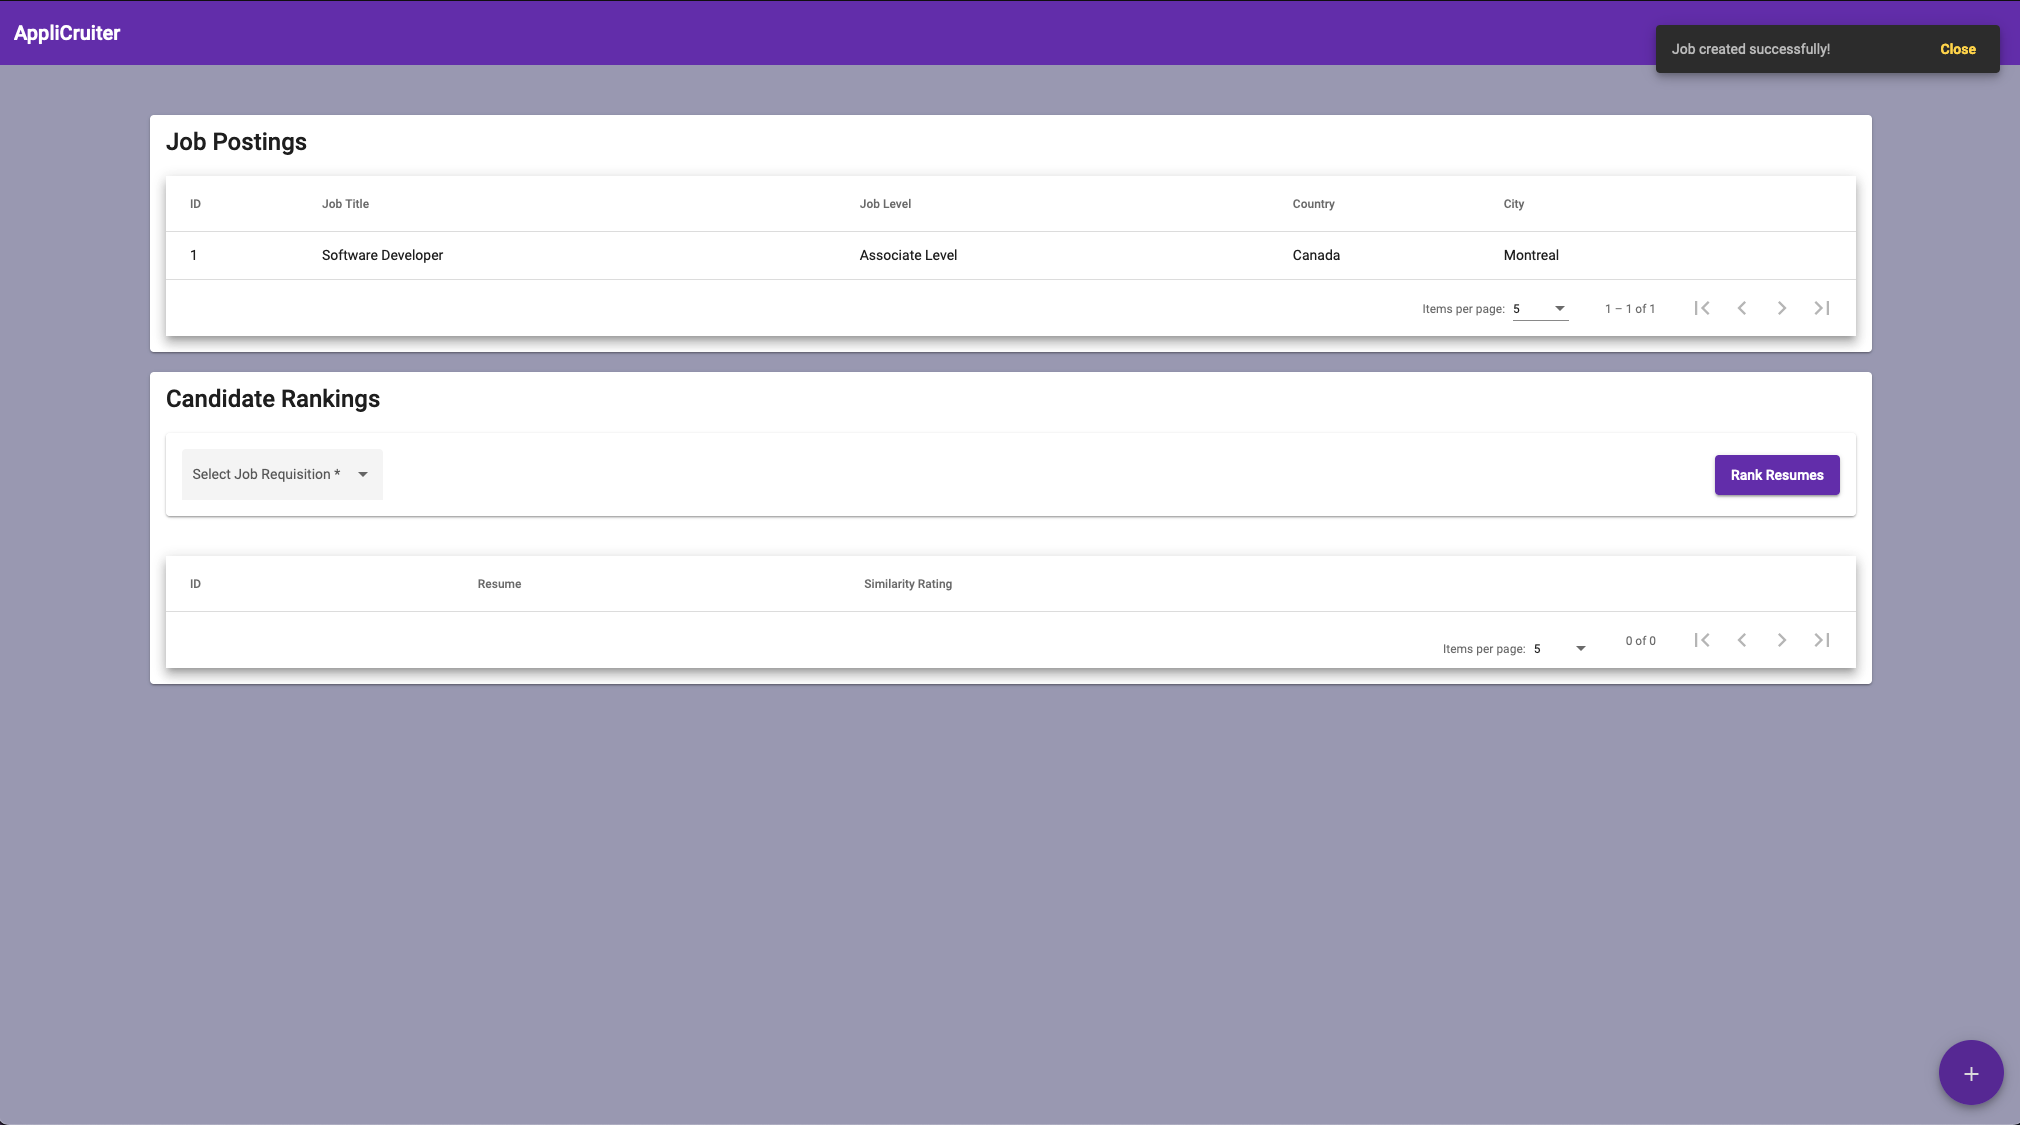 AppliCruiter
Job created successfully! Close
Job Postings
ID Job Title Job Level Country City
1 Software Developer Associate Level Canada Montreal
Items per page: 5 1 – 1 of 1
Candidate Rankings
Select Job Requisition * Rank Resumes
ID Resume Similarity Rating
Items per page: 5 0 of 0
+